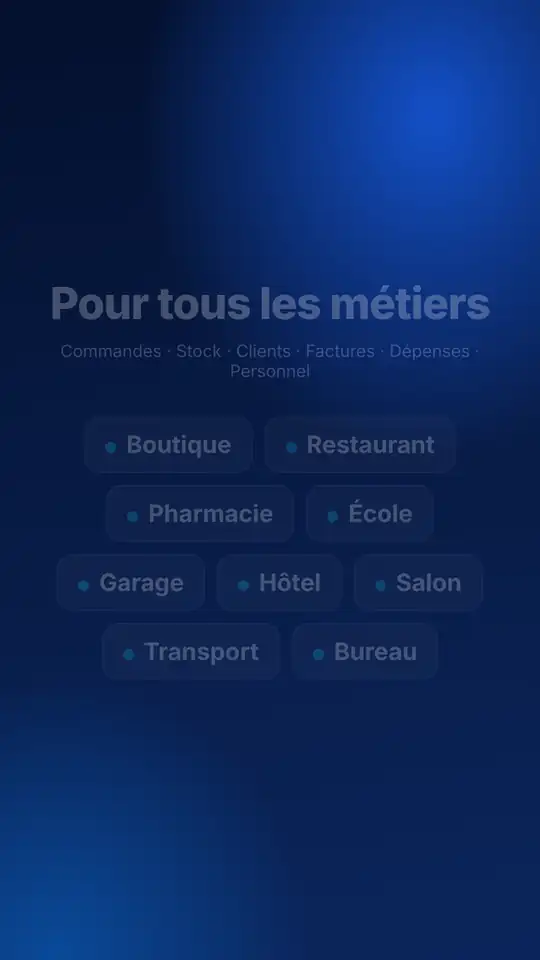 Pour tous les métiers
Commandes · Stock · Clients · Factures · Dépenses ·
Personnel
Boutique
Restaurant
Pharmacie
École
Garage
Hôtel
Salon
Transport
Bureau